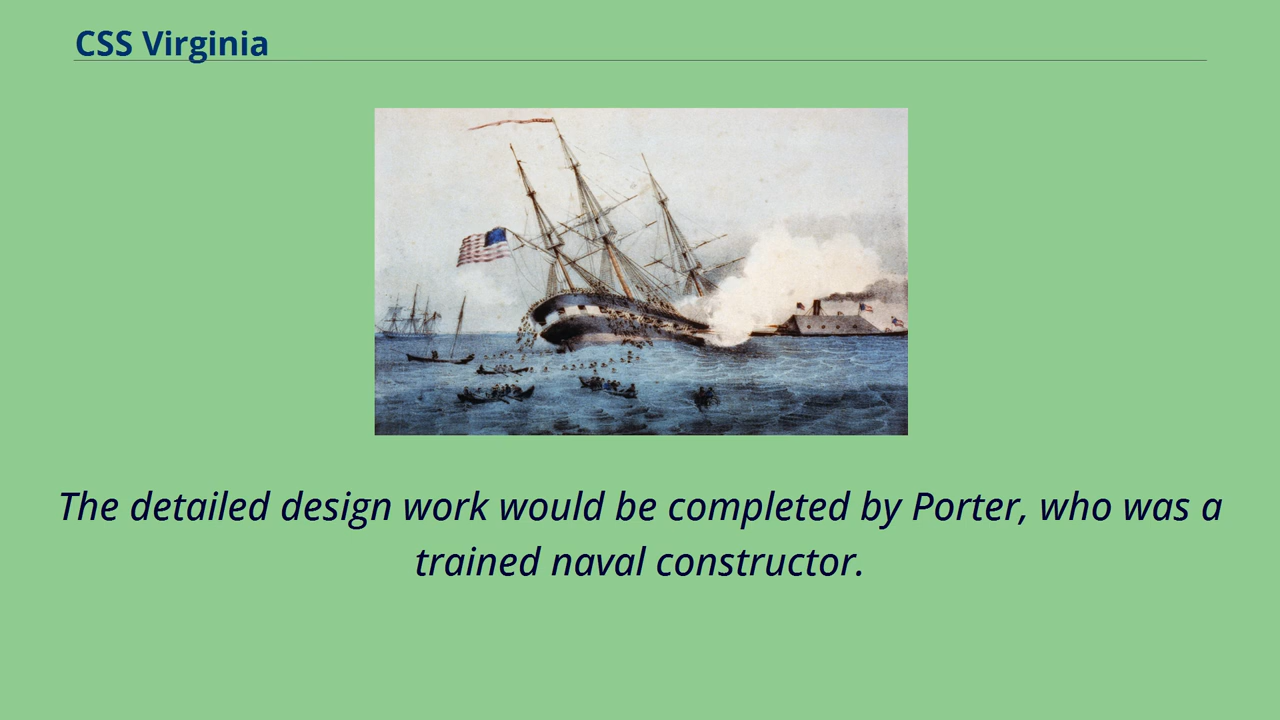 CSS Virginia
The detailed design work would be completed by Porter, who was a
trained naval constructor.